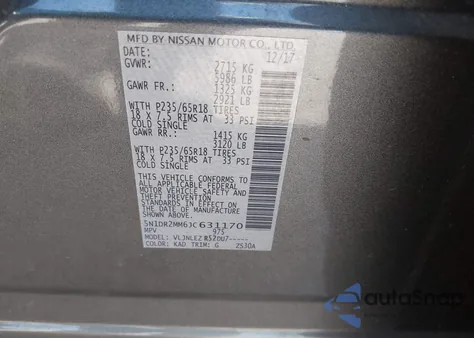 MFD BY NISSAN MOTOR CO., LTD.
DATE: 12/17
GVWR: 2715 KG
5986 LB
GAWR FR.: 1325 KG
2921 LB
WITH P235/65R18 TIRES
18 X 7.5 RIMS AT 33 PSI
COLD SINGLE
GAWR RR.: 1415 KG
3120 LB
WITH P235/65R18 TIRES
18 X 7.5 RIMS AT 33 PSI
COLD SINGLE
THIS VEHICLE CONFORMS TO
ALL APPLICABLE FEDERAL
MOTOR VEHICLE SAFETY
AND THEFT PREVENTION
STANDARDS IN EFFECT ON
THE DATE OF MANUFACTURE
SHOWN ABOVE.
5N1DR2MM6JC631170
MPV 975
MODEL:
COLOR: KAD TRIM: G 2S30A
AutoSnap